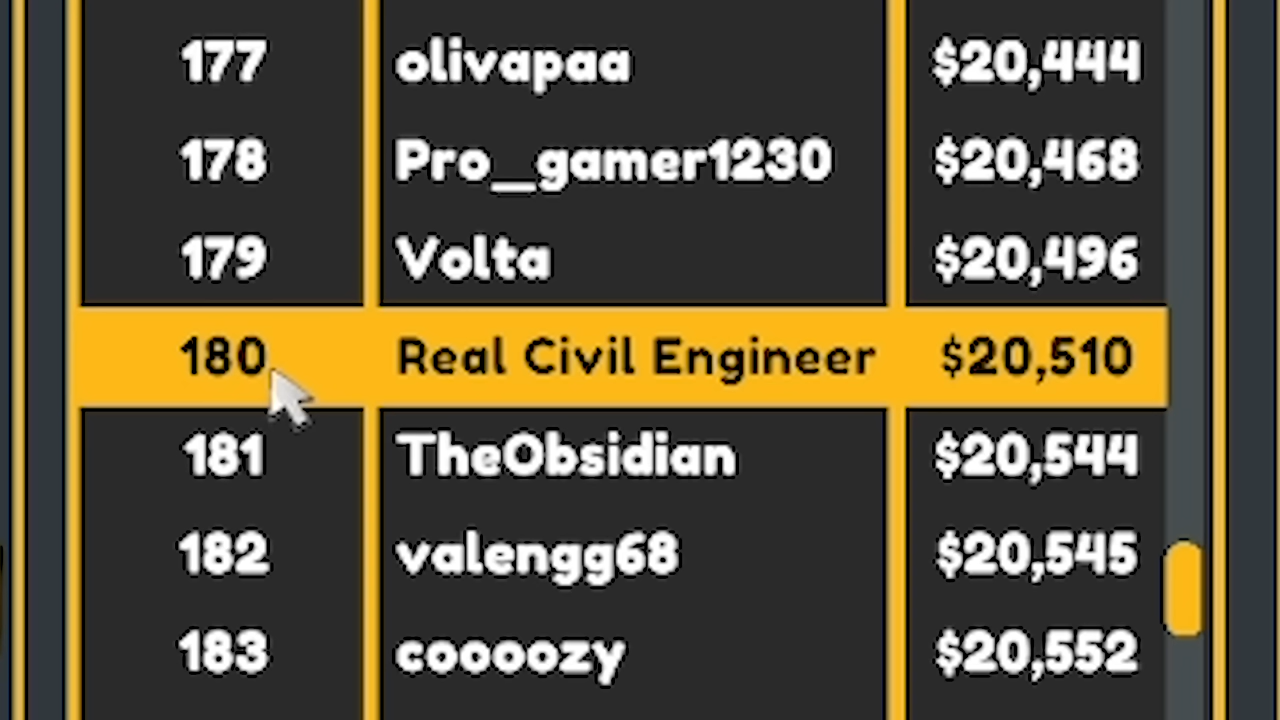 177 olivapaa $20,444
178 Pro_gamer1230 $20,468
179 Volta $20,496
180 Real Civil Engineer $20,510
181 TheObsidian $20,544
182 valengg68 $20,545
183 coooozy $20,552